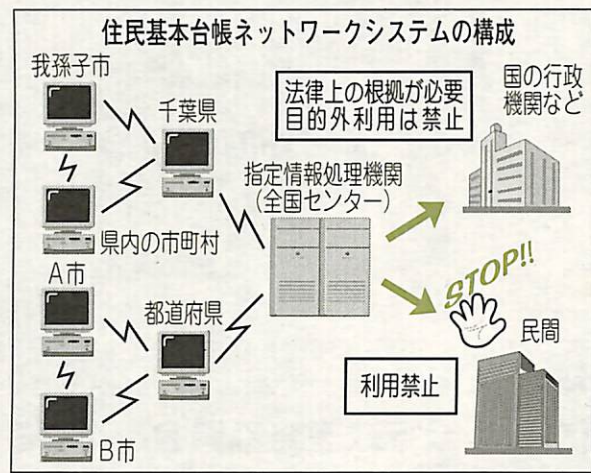 住民基本台帳ネットワークシステムの構成
我孫子市
千葉県
県内の市町村
A市
都道府県
B市
法律上の根拠が必要
目的外利用は禁止
指定情報処理機関
(全国センター)
国の行政
機関など
STOP!!
民間
利用禁止